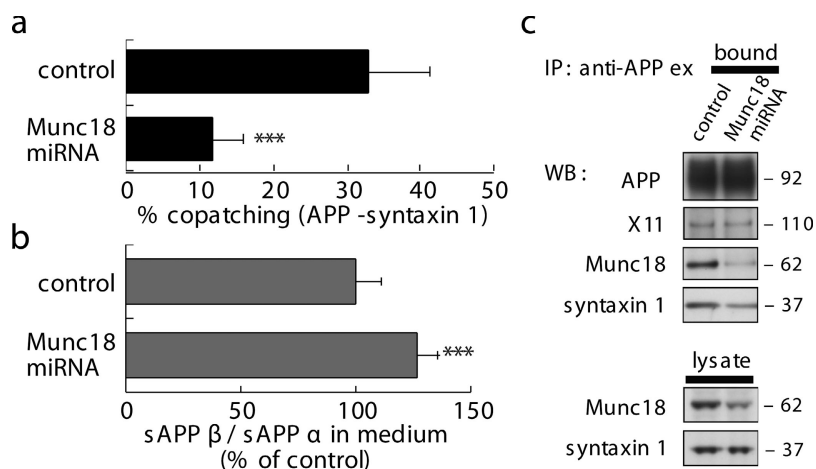 a
control
Munc18
miRNA
***
0 10 20 30 40 50
% copatching (APP -syntaxin 1)
b
control
Munc18
miRNA
***
0 50 100 150
sAPP β / sAPP α in medium
(% of control)
c
IP: anti-APP ex
bound
control
Munc18
miRNA
WB :
APP – 92
X11 – 110
Munc18 – 62
syntaxin 1 – 37
lysate
Munc18 – 62
syntaxin 1 – 37